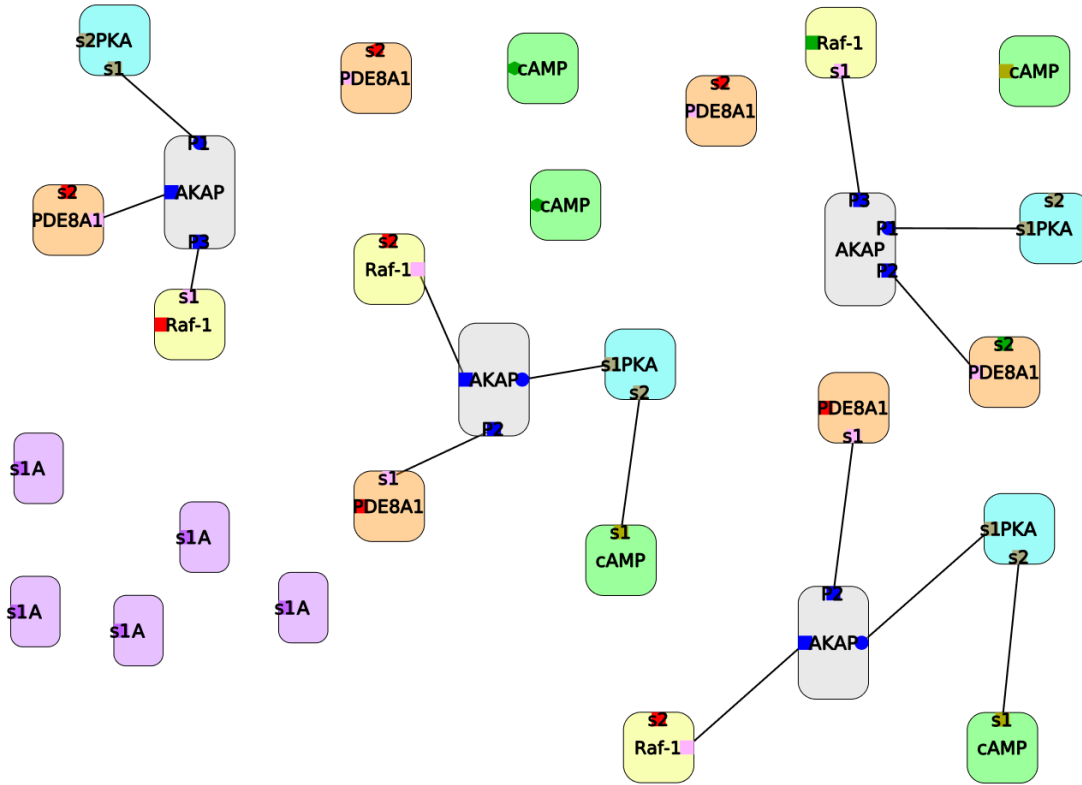 s2PKA
s1
P1
AKAP
P3
s2
PDE8A1
s1
Raf-1
s2
PDE8A1
cAMP
cAMP
s2
PDE8A1
Raf-1
s1
cAMP
P3
P1
AKAP
P2
s2
s1PKA
s2
PDE8A1
s2
Raf-1
AKAP
P2
s1PKA
s2
s1
PDE8A1
s1
cAMP
PDE8A1
s1
P2
AKAP
s1PKA
s2
s2
Raf-1
s1
cAMP
s1A
s1A
s1A
s1A
s1A